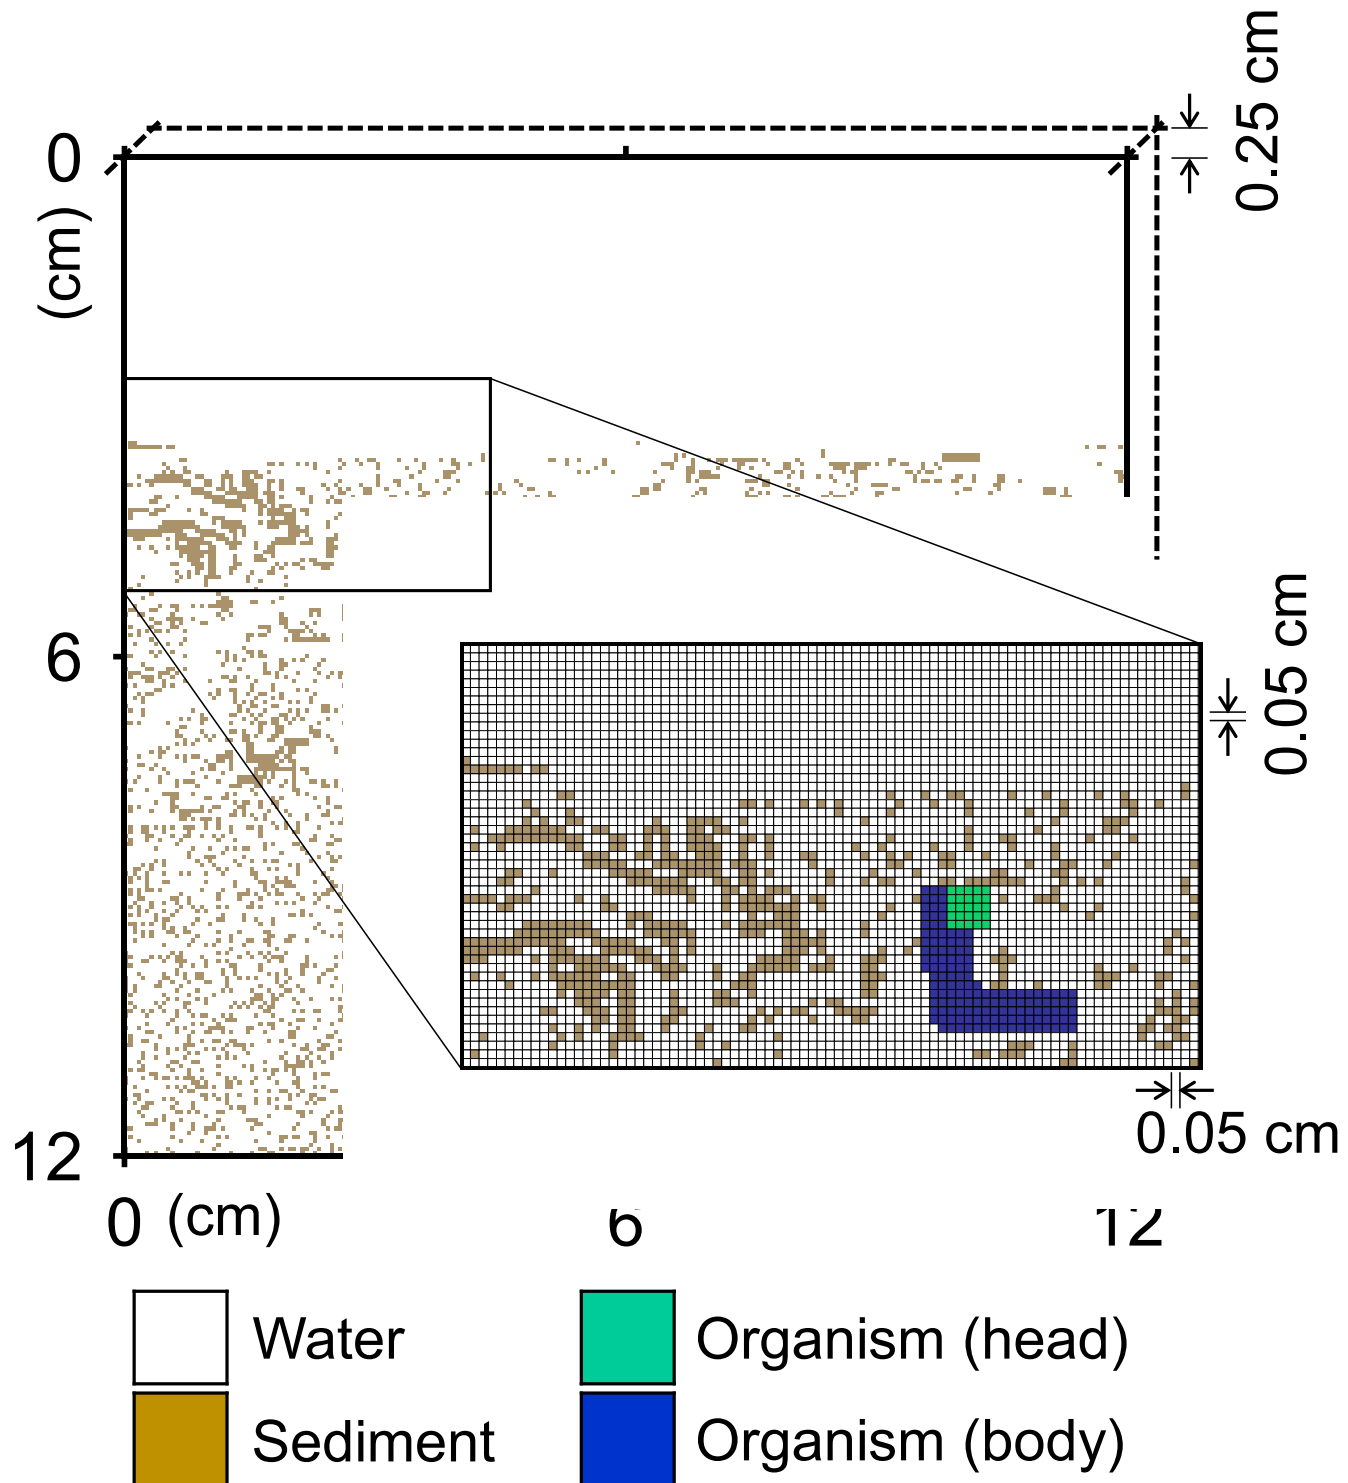 0.25 cm
0
(cm)
0.05 cm
6
0.05 cm
12
0 (cm) 6 12
Water
Organism (head)
Sediment
Organism (body)